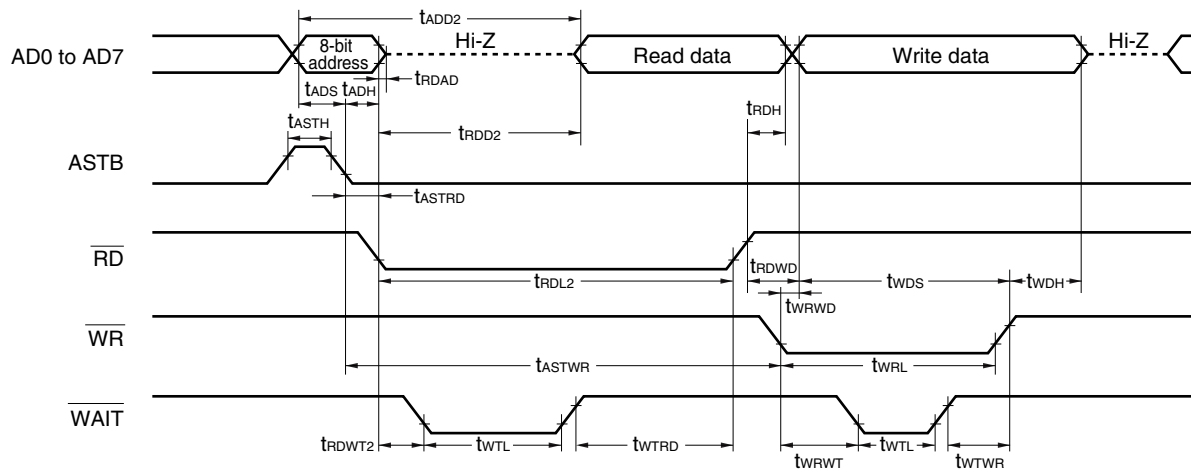 tADD2
AD0 to AD7
8-bit
address
Hi-Z
Read data
Write data
Hi-Z
tRDAD
tADS
tADH
tRDH
tASTH
tRDD2
ASTB
tASTRD
RD
tRDWD
tRDL2
tWDS
tWDH
tWRWD
WR
tASTWR
tWRL
WAIT
tRDWT2
tWTL
tWTRD
tWRWT
tWTL
tWTWR